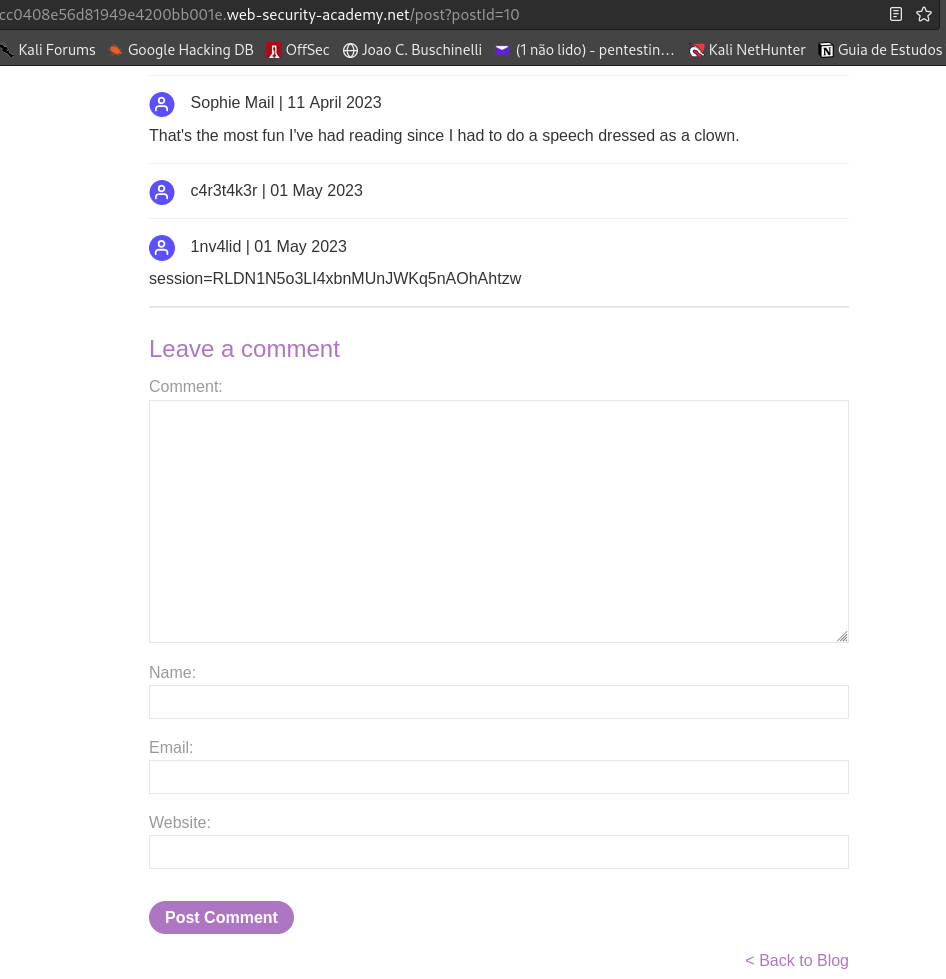 cc0408e56d81949e4200bb001e.web-security-academy.net/post?postId=10
Kali Forums Google Hacking DB OffSec Joao C. Buschinelli (1 não lido) - pentestin… Kali NetHunter Guia de Estudos
Sophie Mail | 11 April 2023
That's the most fun I've had reading since I had to do a speech dressed as a clown.
c4r3t4k3r | 01 May 2023
1nv4lid | 01 May 2023
session=RLDN1N5o3LI4xbnMUnJWKq5nAOhAhtzw
Leave a comment
Comment:
Name:
Email:
Website:
Post Comment
< Back to Blog